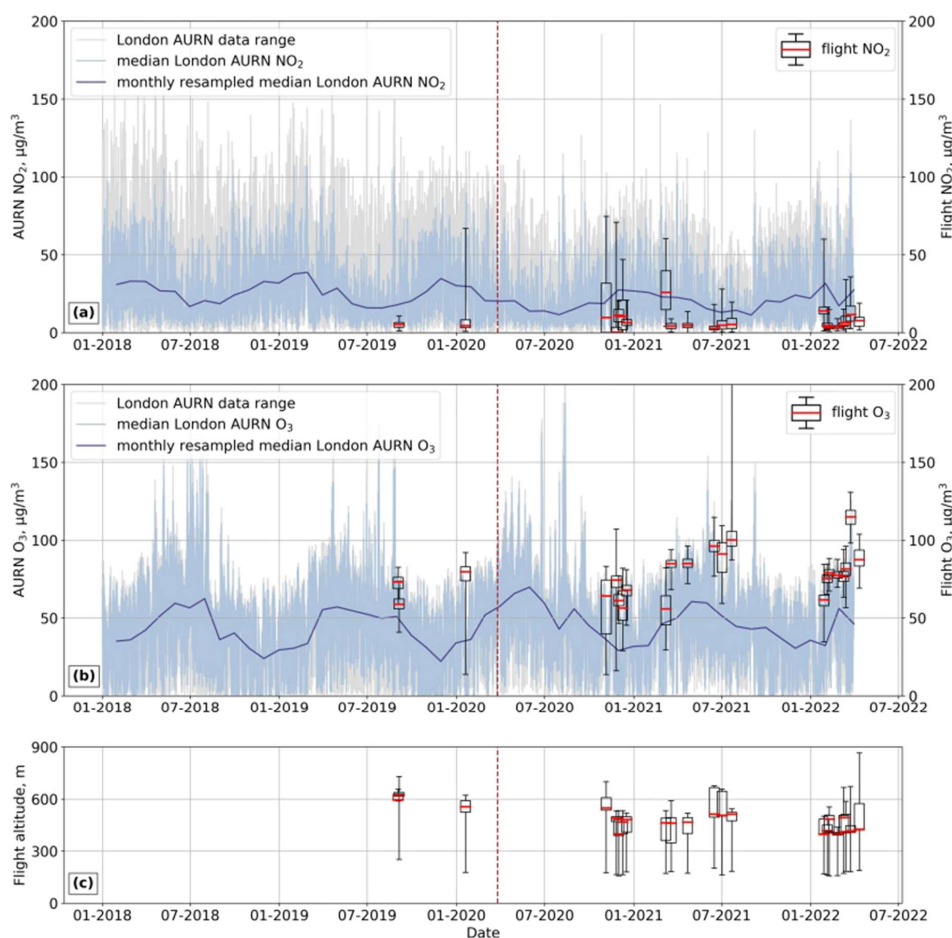 London AURN data range
median London AURN NO₂
monthly resampled median London AURN NO₂
flight NO₂
AURN NO₂, µg/m³
Flight NO₂, µg/m³
200
150
100
50
0
200
150
100
50
0
(a)
01-2018 07-2018 01-2019 07-2019 01-2020 07-2020 01-2021 07-2021 01-2022 07-2022
London AURN data range
median London AURN O₃
monthly resampled median London AURN O₃
flight O₃
AURN O₃, µg/m³
Flight O₃, µg/m³
200
150
100
50
0
200
150
100
50
0
(b)
01-2018 07-2018 01-2019 07-2019 01-2020 07-2020 01-2021 07-2021 01-2022 07-2022
Flight altitude, m
900
600
300
0
(c)
01-2018 07-2018 01-2019 07-2019 01-2020 07-2020 01-2021 07-2021 01-2022 07-2022
Date